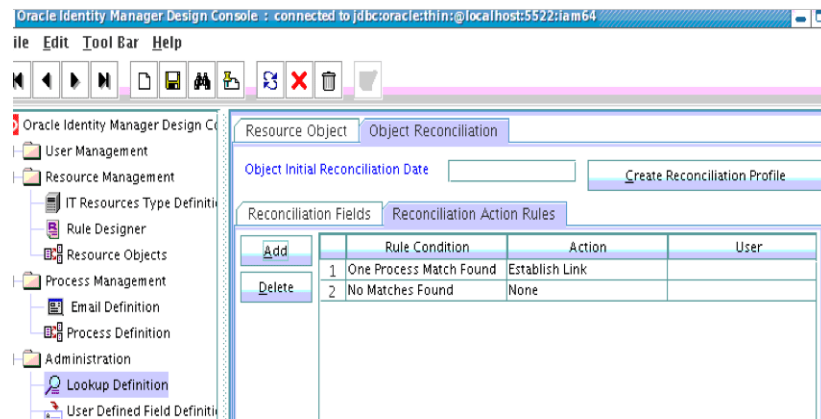 Oracle Identity Manager Design Console : connected to jdbc:oracle:thin:@localhost:5522:iam64
ile Edit Tool Bar Help
Oracle Identity Manager Design Co
User Management
Resource Management
IT Resources Type Definiti
Rule Designer
Resource Objects
Process Management
Email Definition
Process Definition
Administration
Lookup Definition
User Defined Field Definiti
Resource Object Object Reconciliation
Object Initial Reconciliation Date Create Reconciliation Profile
Reconciliation Fields Reconciliation Action Rules
Add
Delete
Rule Condition Action User
1 One Process Match Found Establish Link
2 No Matches Found None